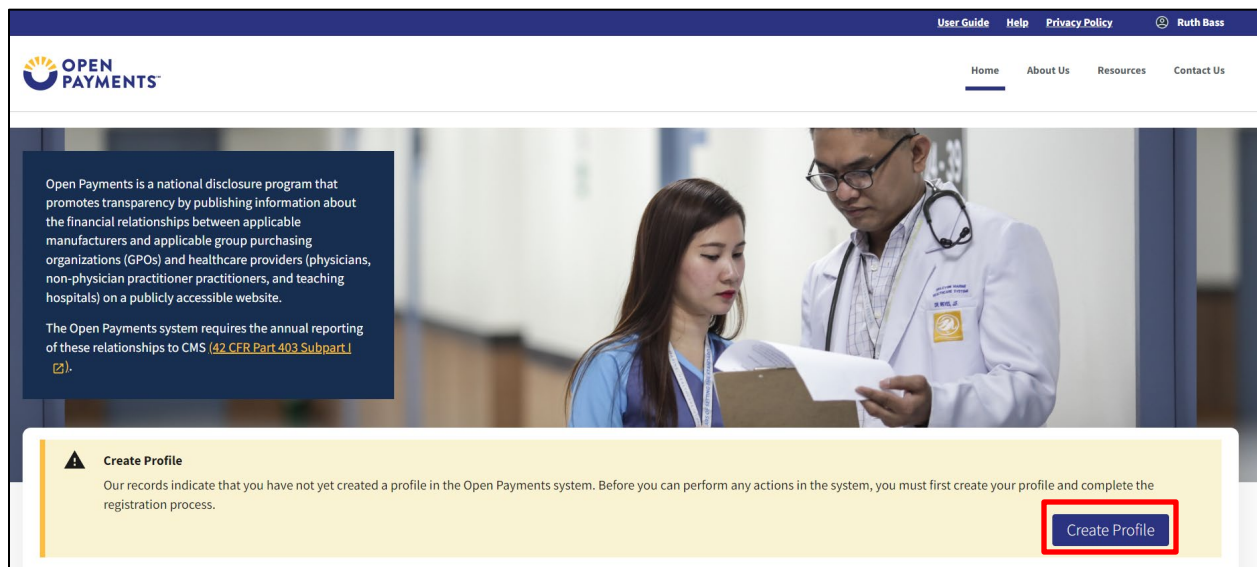 User Guide Help Privacy Policy Ruth Bass
OPEN
PAYMENTS™
Home About Us Resources Contact Us
Open Payments is a national disclosure program that
promotes transparency by publishing information about
the financial relationships between applicable
manufacturers and applicable group purchasing
organizations (GPOs) and healthcare providers (physicians,
non-physician practitioner practitioners, and teaching
hospitals) on a publicly accessible website.
The Open Payments system requires the annual reporting
of these relationships to CMS (42 CFR Part 403 Subpart I
).
Create Profile
Our records indicate that you have not yet created a profile in the Open Payments system. Before you can perform any actions in the system, you must first create your profile and complete the
registration process.
Create Profile